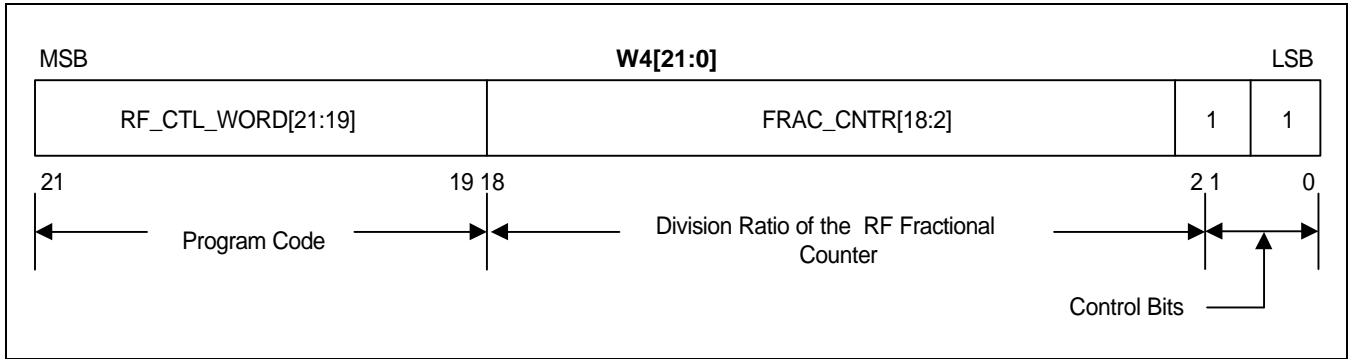 MSB W4[21:0] LSB
RF_CTL_WORD[21:19] FRAC_CNTR[18:2] 1 1
21 19 18 2 1 0
Program Code Division Ratio of the RF Fractional
Counter
Control Bits